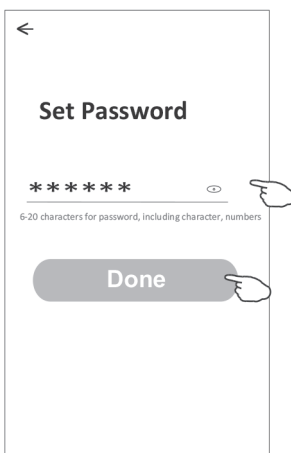 Set Password
******
6-20 characters for password, including character, numbers
Done